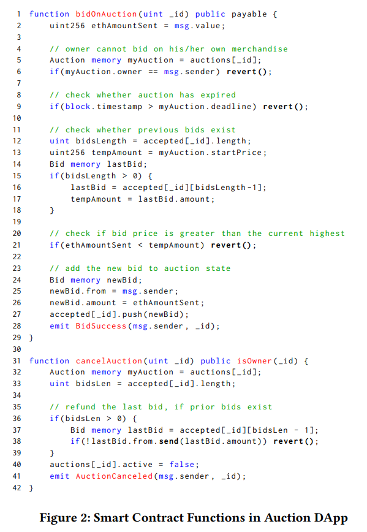 1 function bidOnAuction(uint _id) public payable {
2 uint256 ethAmountSent = msg.value;
3
4 // owner cannot bid on his/her own merchandise
5 Auction memory myAuction = auctions[_id];
6 if(myAuction.owner == msg.sender) revert();
7
8 // check whether auction has expired
9 if(block.timestamp > myAuction.deadline) revert();
10
11 // check whether previous bids exist
12 uint bidsLength = accepted[_id].length;
13 uint256 tempAmount = myAuction.startPrice;
14 Bid memory lastBid;
15 if(bidsLength > 0) {
16 lastBid = accepted[_id][bidsLength-1];
17 tempAmount = lastBid.amount;
18 }
19
20 // check if bid price is greater than the current highest
21 if(ethAmountSent < tempAmount) revert();
22
23 // add the new bid to auction state
24 Bid memory newBid;
25 newBid.from = msg.sender;
26 newBid.amount = ethAmountSent;
27 accepted[_id].push(newBid);
28 emit BidSuccess(msg.sender, _id);
29 }
30
31 function cancelAuction(uint _id) public isOwner(_id) {
32 Auction memory myAuction = auctions[_id];
33 uint bidsLen = accepted[_id].length;
34
35 // refund the last bid, if prior bids exist
36 if(bidsLen > 0) {
37 Bid memory lastBid = accepted[_id][bidsLen - 1];
38 if(!lastBid.from.send(lastBid.amount)) revert();
39 }
40 auctions[_id].active = false;
41 emit AuctionCanceled(msg.sender, _id);
42 }
Figure 2: Smart Contract Functions in Auction DApp